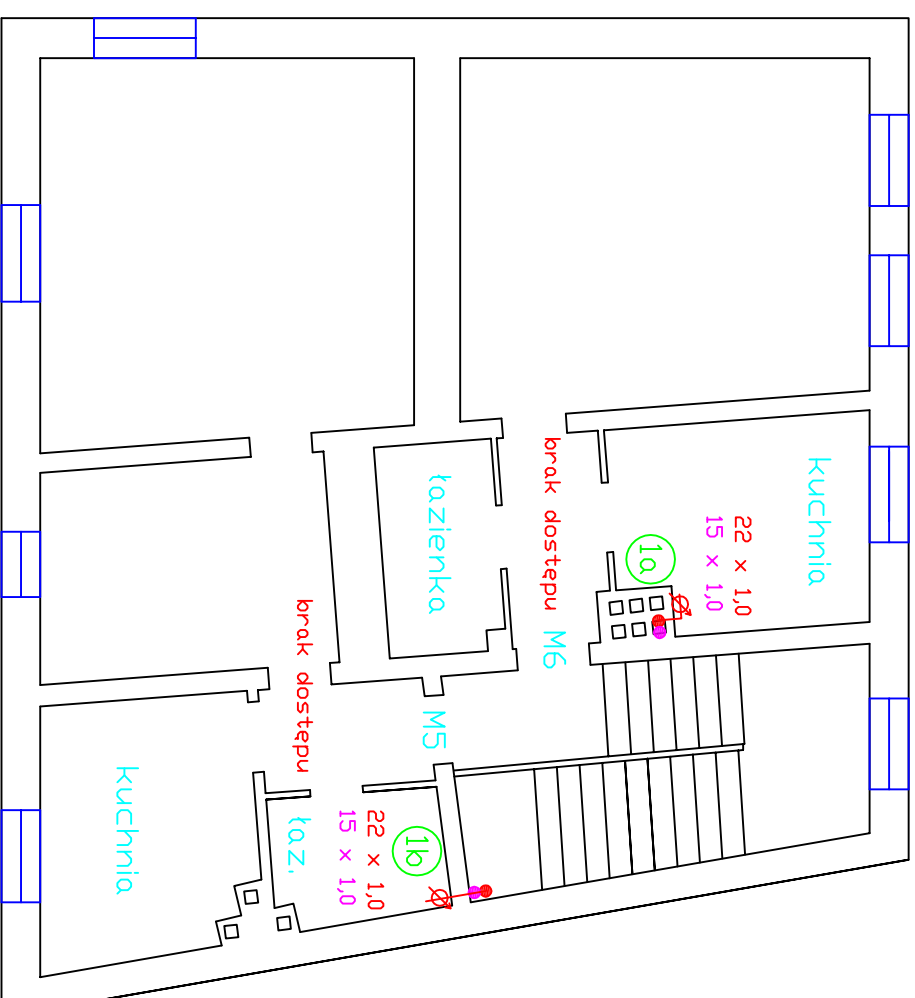 kuchnia
22 x 1,0
15 x 1,0
1a
brak dostępu
M6
łazienka
M5
brak dostępu
1b
22 x 1,0
15 x 1,0
łaz,
kuchnia